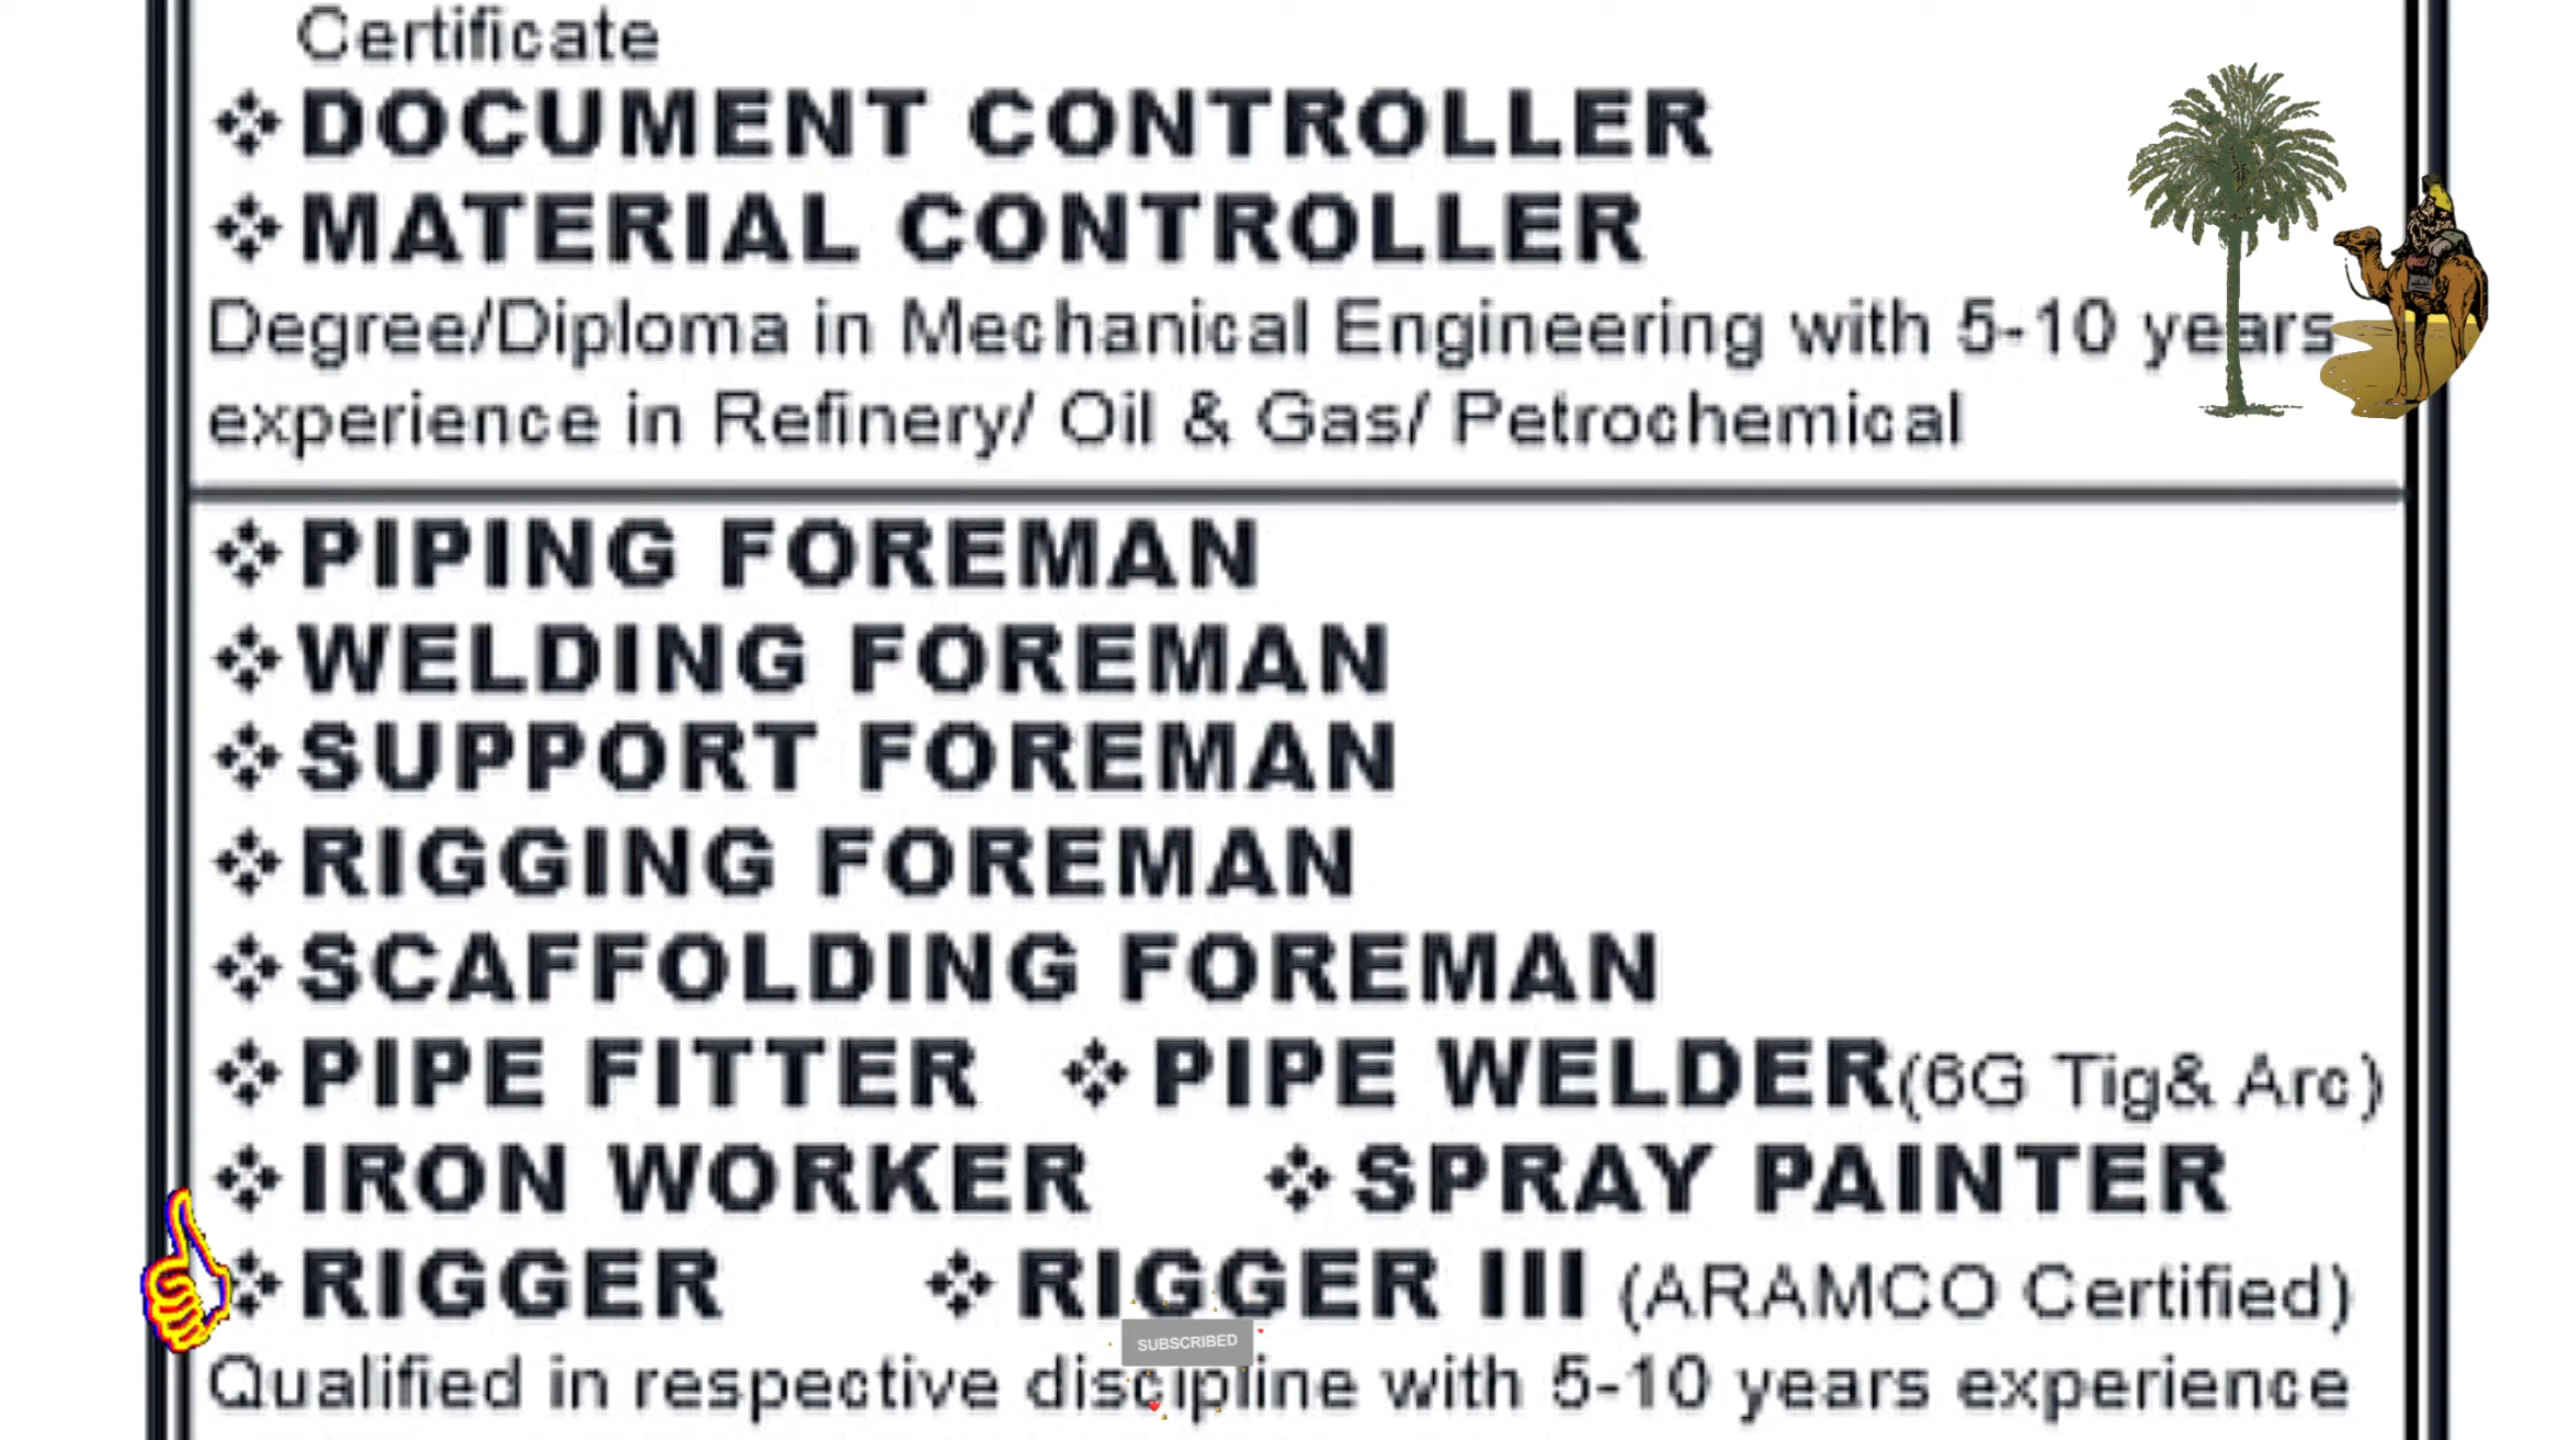 Certificate
❖ DOCUMENT CONTROLLER
❖ MATERIAL CONTROLLER
Degree/Diploma in Mechanical Engineering with 5-10 years
experience in Refinery/ Oil & Gas/ Petrochemical
❖ PIPING FOREMAN
❖ WELDING FOREMAN
❖ SUPPORT FOREMAN
❖ RIGGING FOREMAN
❖ SCAFFOLDING FOREMAN
❖ PIPE FITTER ❖ PIPE WELDER(6G Tig& Arc)
❖ IRON WORKER ❖ SPRAY PAINTER
❖ RIGGER ❖ RIGGER III (ARAMCO Certified)
SUBSCRIBED
Qualified in respective discipline with 5-10 years experience